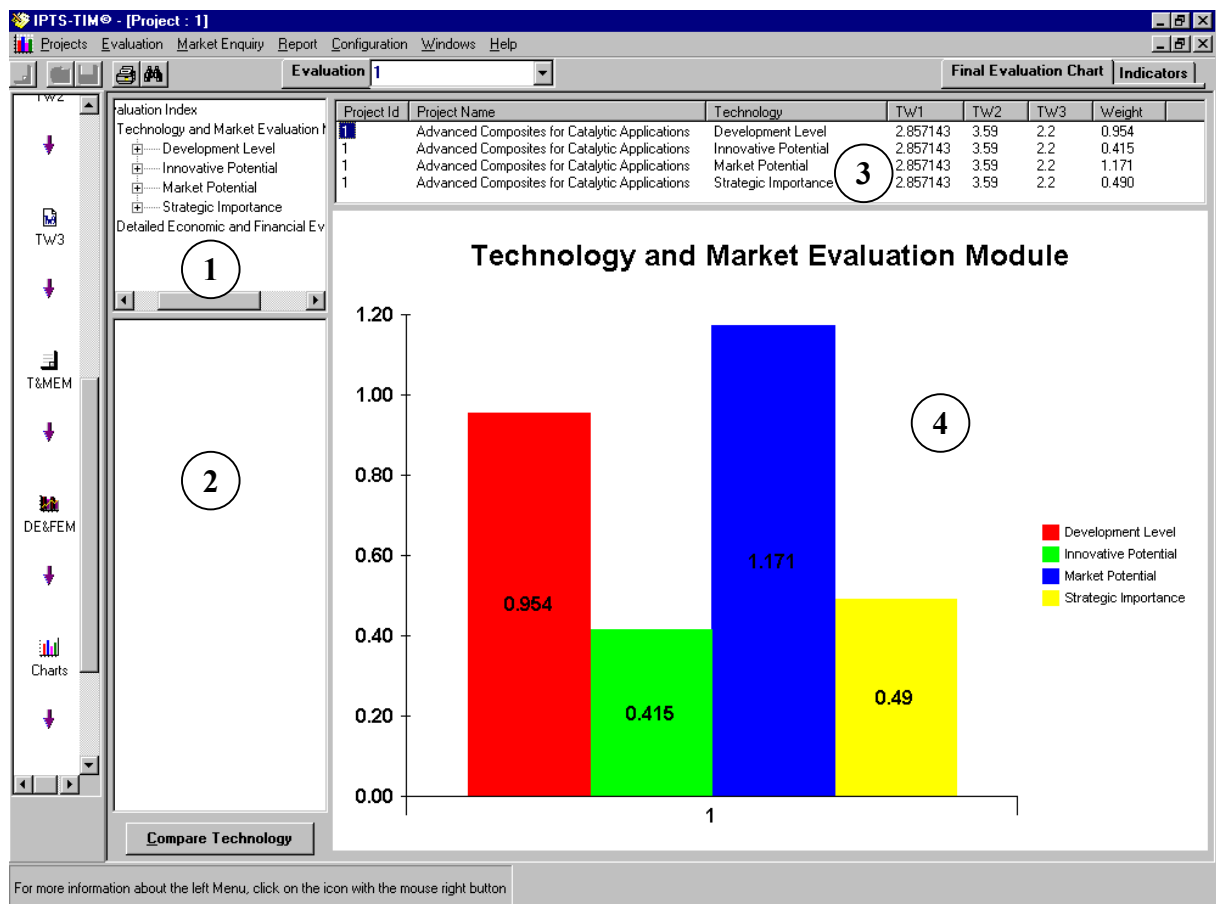 IPTS-TIM© - [Project : 1]
Projects Evaluation Market Enquiry Report Configuration Windows Help
Evaluation 1
Final Evaluation Chart Indicators
TW2
TW3
T&MEM
DE&FEM
Charts
aluation Index
Technology and Market Evaluation
Development Level
Innovative Potential
Market Potential
Strategic Importance
Detailed Economic and Financial Ev
1
2
Compare Technology
Project Id Project Name Technology TW1 TW2 TW3 Weight
1 Advanced Composites for Catalytic Applications Development Level 2.857143 3.59 2.2 0.954
1 Advanced Composites for Catalytic Applications Innovative Potential 2.857143 3.59 2.2 0.415
1 Advanced Composites for Catalytic Applications Market Potential 2.857143 3.59 2.2 1.171
1 Advanced Composites for Catalytic Applications Strategic Importance 2.857143 3.59 2.2 0.490
3
Technology and Market Evaluation Module
1.20
1.00
0.80
0.60
0.40
0.20
0.00
0.954
0.415
1.171
0.49
1
4
Development Level
Innovative Potential
Market Potential
Strategic Importance
For more information about the left Menu, click on the icon with the mouse right button